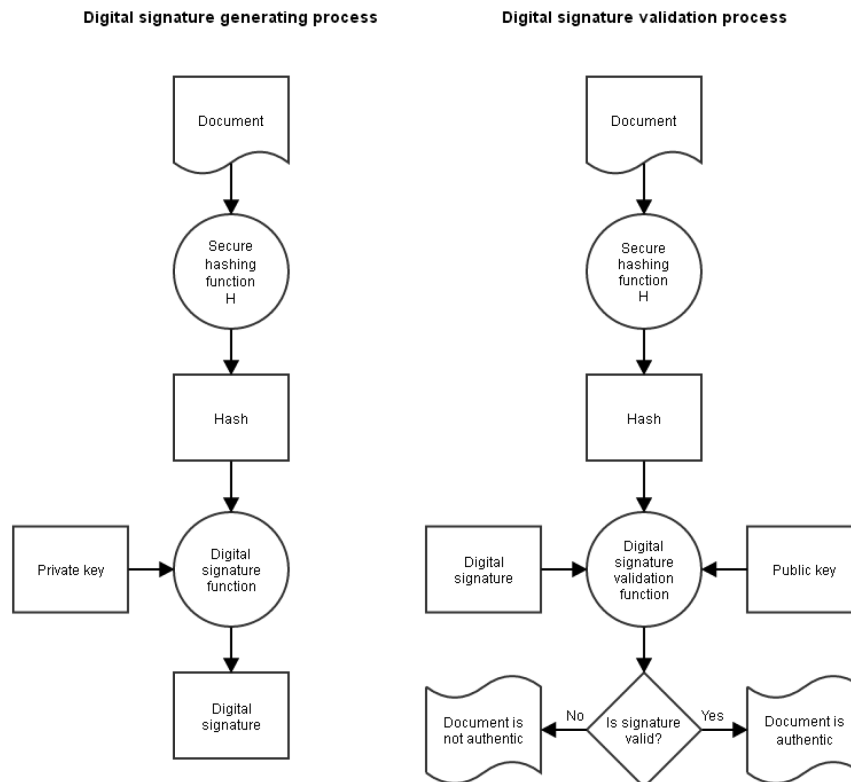 Digital signature generating process
Document
Secure
hashing
function
H
Hash
Private key
Digital
signature
function
Digital
signature
Digital signature validation process
Document
Secure
hashing
function
H
Hash
Digital
signature
Digital
signature
validation
function
Public key
Document is
not authentic
No
Is signature
valid?
Yes
Document is
authentic